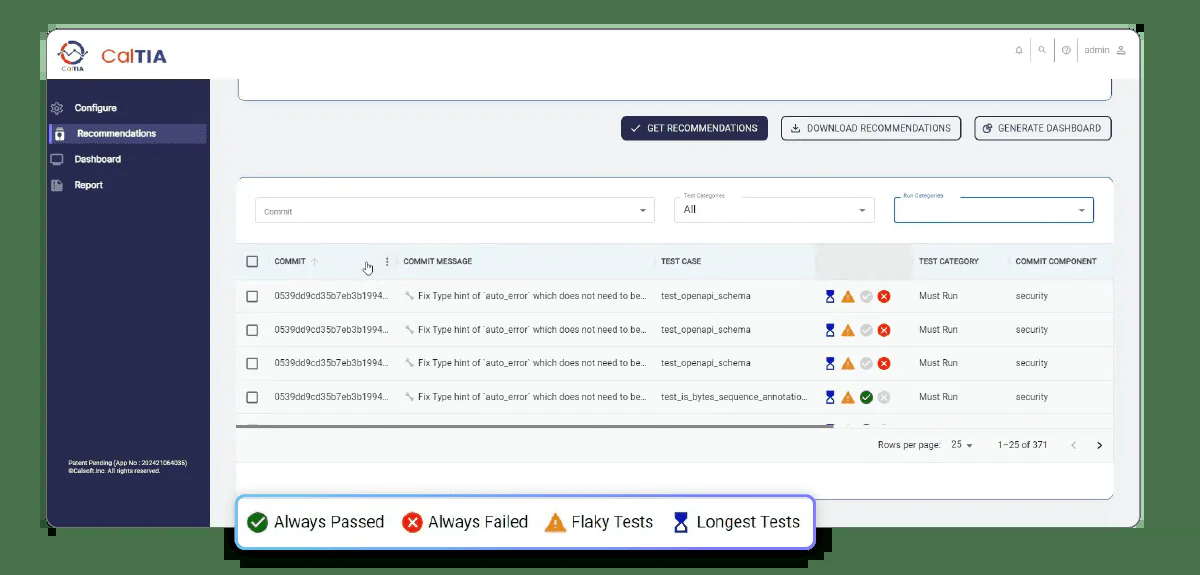 CalTIA
CalTIA
admin
Configure
Recommendations
Dashboard
Report
GET RECOMMENDATIONS
DOWNLOAD RECOMMENDATIONS
GENERATE DASHBOARD
Commit
Test Categories
All
Run Categories
COMMIT COMMIT MESSAGE TEST CASE TEST CATEGORY COMMIT COMPONENT
0539dd9cd35b7eb3b1994... Fix Type hint of `auto_error` which does not need to be... test_openapi_schema Must Run security
0539dd9cd35b7eb3b1994... Fix Type hint of `auto_error` which does not need to be... test_openapi_schema Must Run security
0539dd9cd35b7eb3b1994... Fix Type hint of `auto_error` which does not need to be... test_openapi_schema Must Run security
0539dd9cd35b7eb3b1994... Fix Type hint of `auto_error` which does not need to be... test_is_bytes_sequence_annotatio... Must Run security
Rows per page: 25 1–25 of 371
Patent Pending (App No : 202421064035)
©Calsoft.Inc. All rights reserved.
Always Passed Always Failed Flaky Tests Longest Tests